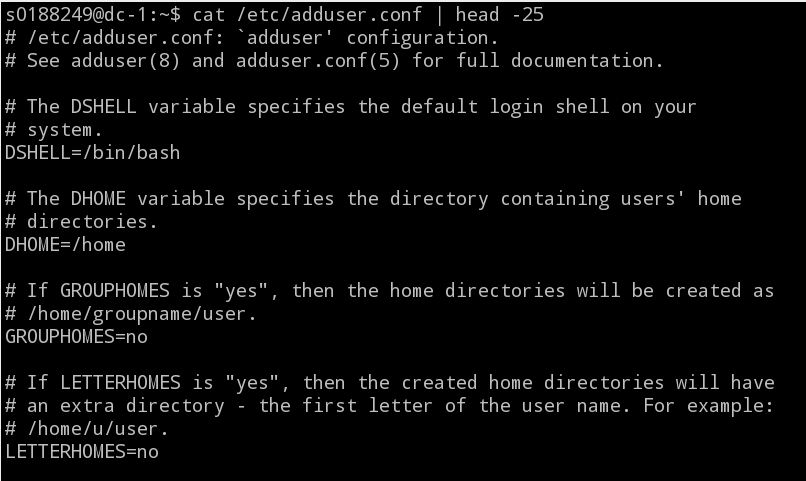 s0188249@dc-1:~$ cat /etc/adduser.conf | head -25
# /etc/adduser.conf: `adduser' configuration.
# See adduser(8) and adduser.conf(5) for full documentation.

# The DSHELL variable specifies the default login shell on your
# system.
DSHELL=/bin/bash

# The DHOME variable specifies the directory containing users' home
# directories.
DHOME=/home

# If GROUPHOMES is "yes", then the home directories will be created as
# /home/groupname/user.
GROUPHOMES=no

# If LETTERHOMES is "yes", then the created home directories will have
# an extra directory - the first letter of the user name. For example:
# /home/u/user.
LETTERHOMES=no